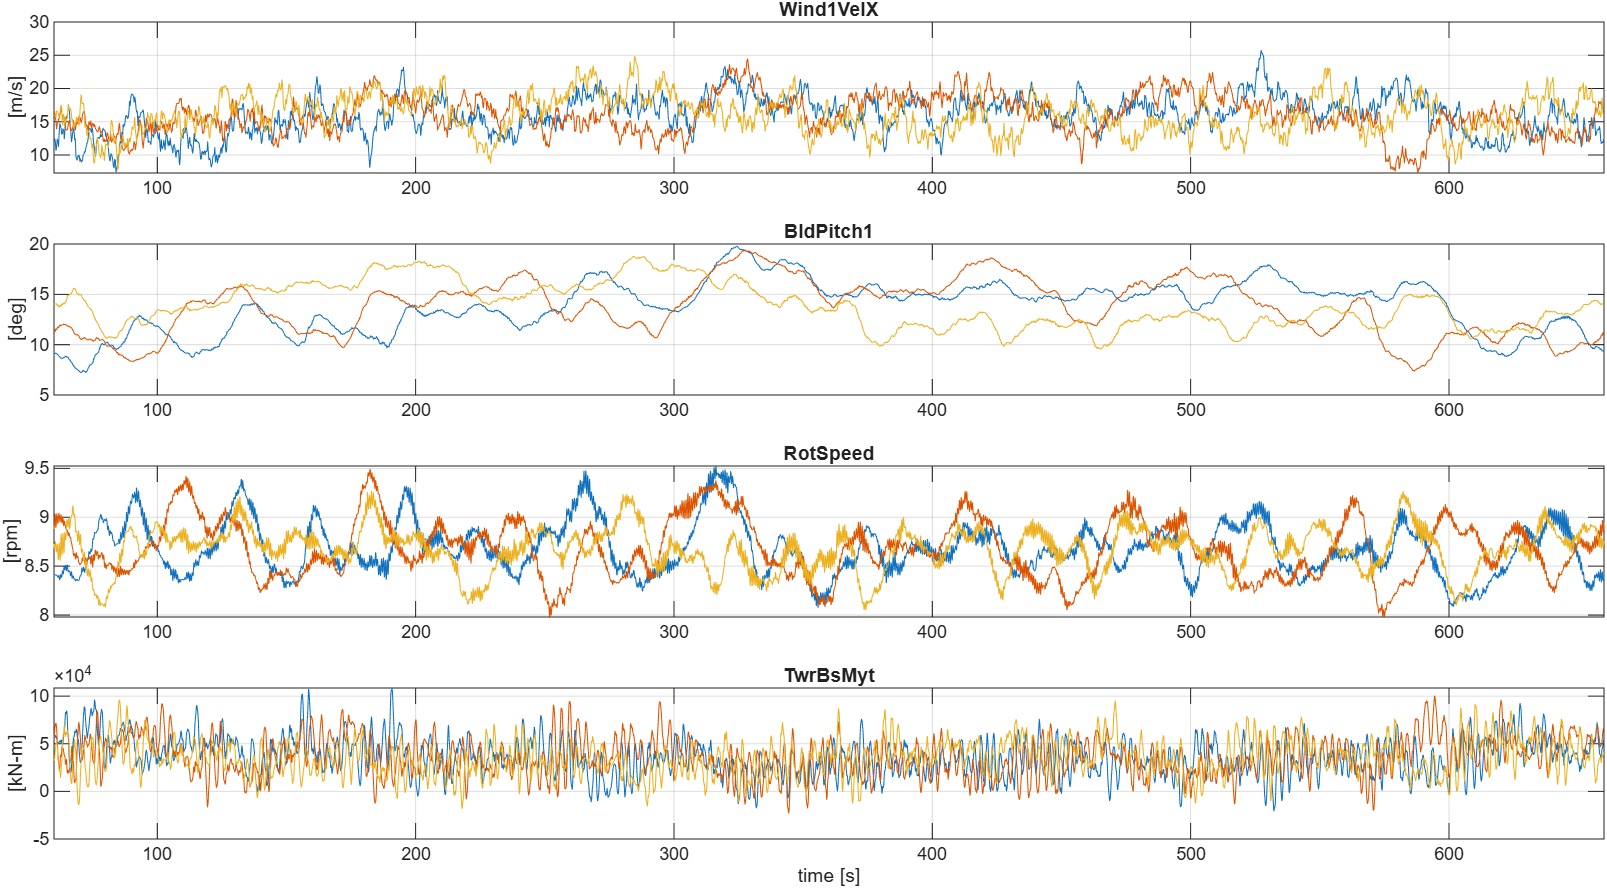 Wind1VelX
30
25
20
15
10
[m/s]
100 200 300 400 500 600
BldPitch1
20
15
10
5
[deg]
100 200 300 400 500 600
RotSpeed
9.5
9
8.5
8
[rpm]
100 200 300 400 500 600
TwrBsMyt
×10⁴
10
5
0
-5
[kN-m]
100 200 300 400 500 600
time [s]